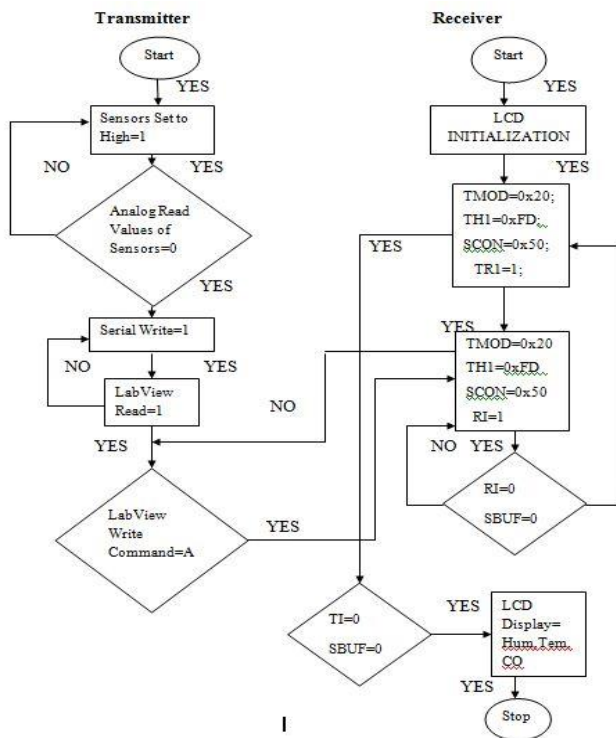 Transmitter
Receiver
Start
YES
Sensors Set to
High=1
NO
YES
Analog Read
Values of
Sensors=0
YES
Serial Write=1
NO
YES
LabView
Read=1
YES
LabView
Write
Command=A
YES
NO
Start
YES
LCD
INITIALIZATION
YES
TMOD=0x20;
TH1=0xFD;
SCON=0x50;
TR1=1;
YES
YES
TMOD=0x20
TH1=0xFD
SCON=0x50
RI=1
NO
YES
RI=0
SBUF=0
TI=0
SBUF=0
YES
LCD
Display=
Hum,Tem,
CO
YES
Stop